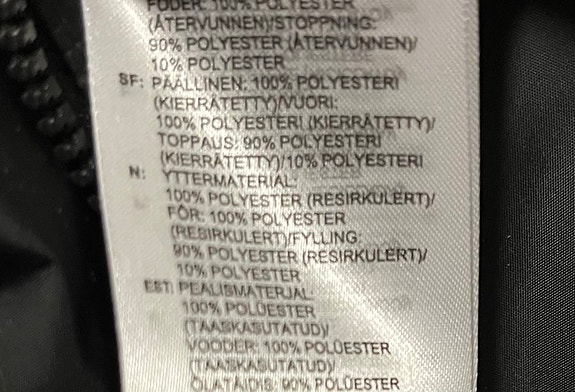 FODER: 100% POLYESTER
(ÅTERVUNNEN)/STOPPNING:
90% POLYESTER (ÅTERVUNNEN)/
10% POLYESTER
SF: PÄÄLLINEN: 100% POLYESTERI
(KIERRÄTETTY)/VUORI:
100% POLYESTERI (KIERRÄTETTY)/
TOPPAUS: 90% POLYESTERI
(KIERRÄTETTY)/10% POLYESTERI
N: YTTERMATERIAL:
100% POLYESTER (RESIRKULERT)/
FÔR: 100% POLYESTER
(RESIRKULERT)/FYLLING:
90% POLYESTER (RESIRKULERT)/
10% POLYESTER
EST: PEALISMATERJAL:
100% POLÜESTER
(TAASKASUTATUD)/
VOODER: 100% POLÜESTER
(TAASKASUTATUD)/
ÜLATÄIDIS: 90% POLÜESTER